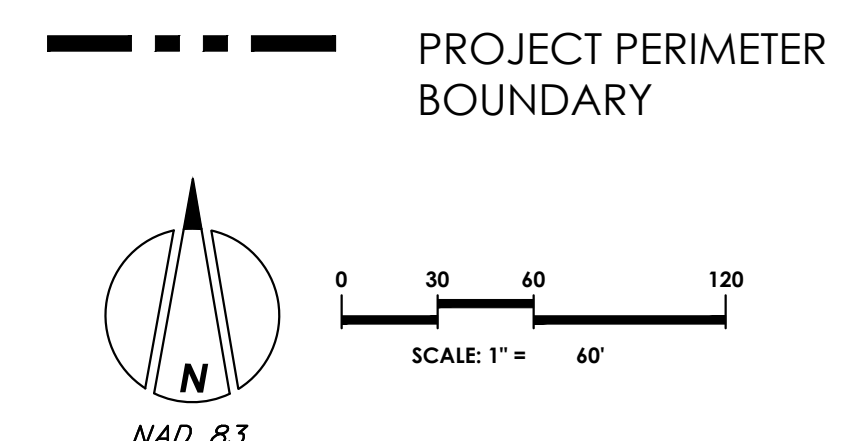 PROJECT PERIMETER
BOUNDARY
0 30 60 120
SCALE: 1" = 60'
N
NAD 83